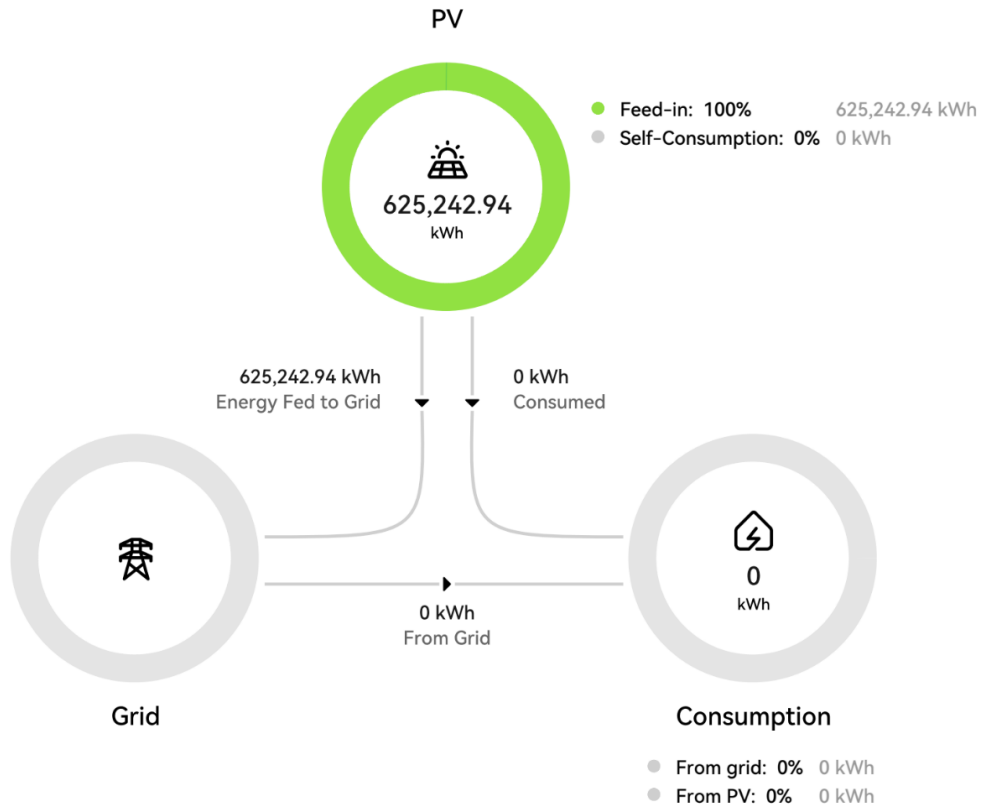 PV
Feed-in: 100% 625,242.94 kWh
Self-Consumption: 0% 0 kWh
625,242.94
kWh
625,242.94 kWh
Energy Fed to Grid
0 kWh
Consumed
0
kWh
0 kWh
From Grid
Grid
Consumption
From grid: 0% 0 kWh
From PV: 0% 0 kWh